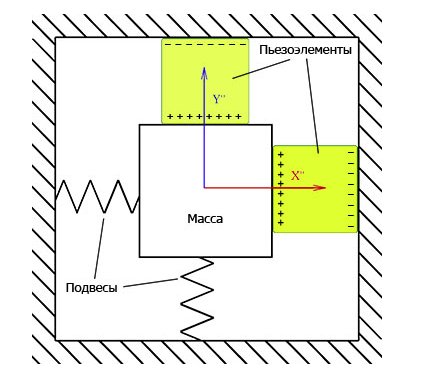 Пьезоэлементы
Y"
X"
Масса
Подвесы